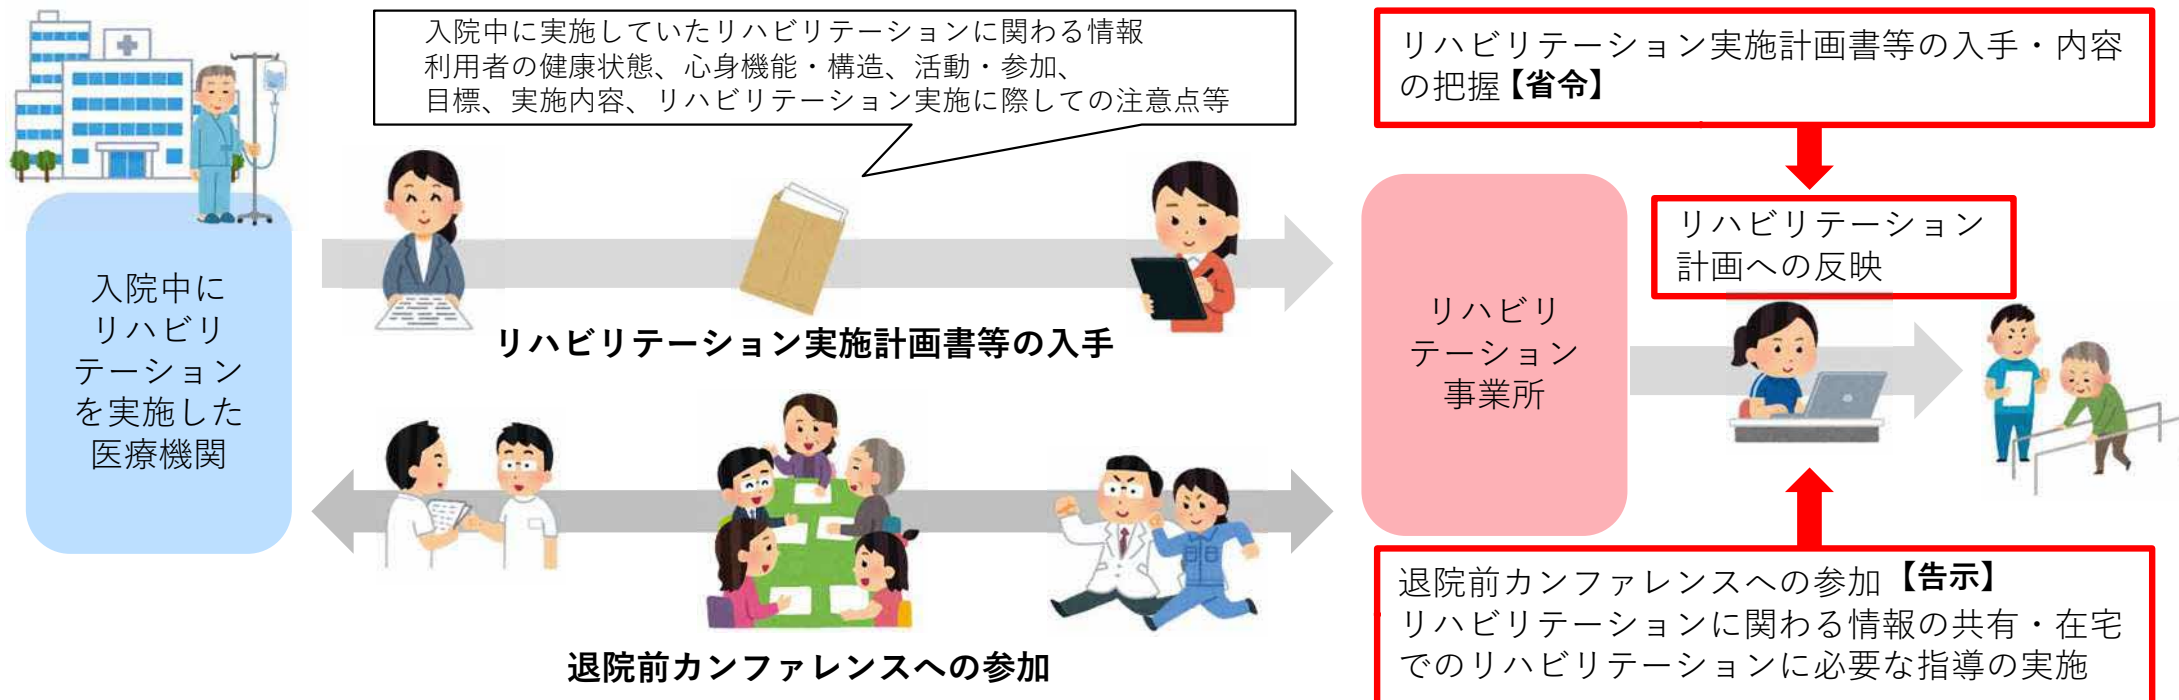 入院中に実施していたリハビリテーションに関わる情報
利用者の健康状態、心身機能・構造、活動・参加、
目標、実施内容、リハビリテーション実施に際しての注意点等
リハビリテーション実施計画書等の入手・内容
の把握【省令】
入院中に
リハビリ
テーション
を実施した
医療機関
リハビリテーション実施計画書等の入手
リハビリ
テーション
事業所
リハビリテーション
計画への反映
退院前カンファレンスへの参加
退院前カンファレンスへの参加【告示】
リハビリテーションに関わる情報の共有・在宅
でのリハビリテーションに必要な指導の実施